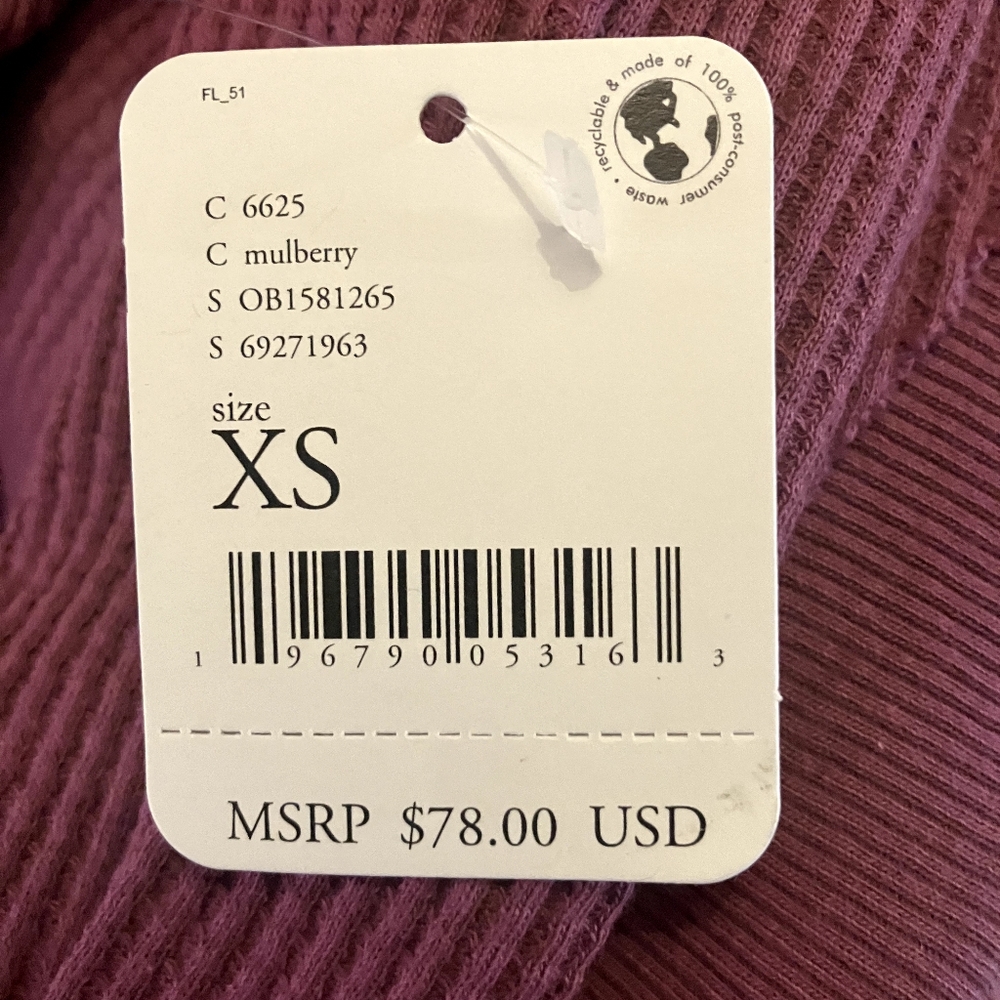 FL_51
recyclable & made of 100% post-consumer waste •
C 6625
C mulberry
S OB1581265
S 69271963
size
XS
1 96790 05316 3
MSRP $78.00 USD